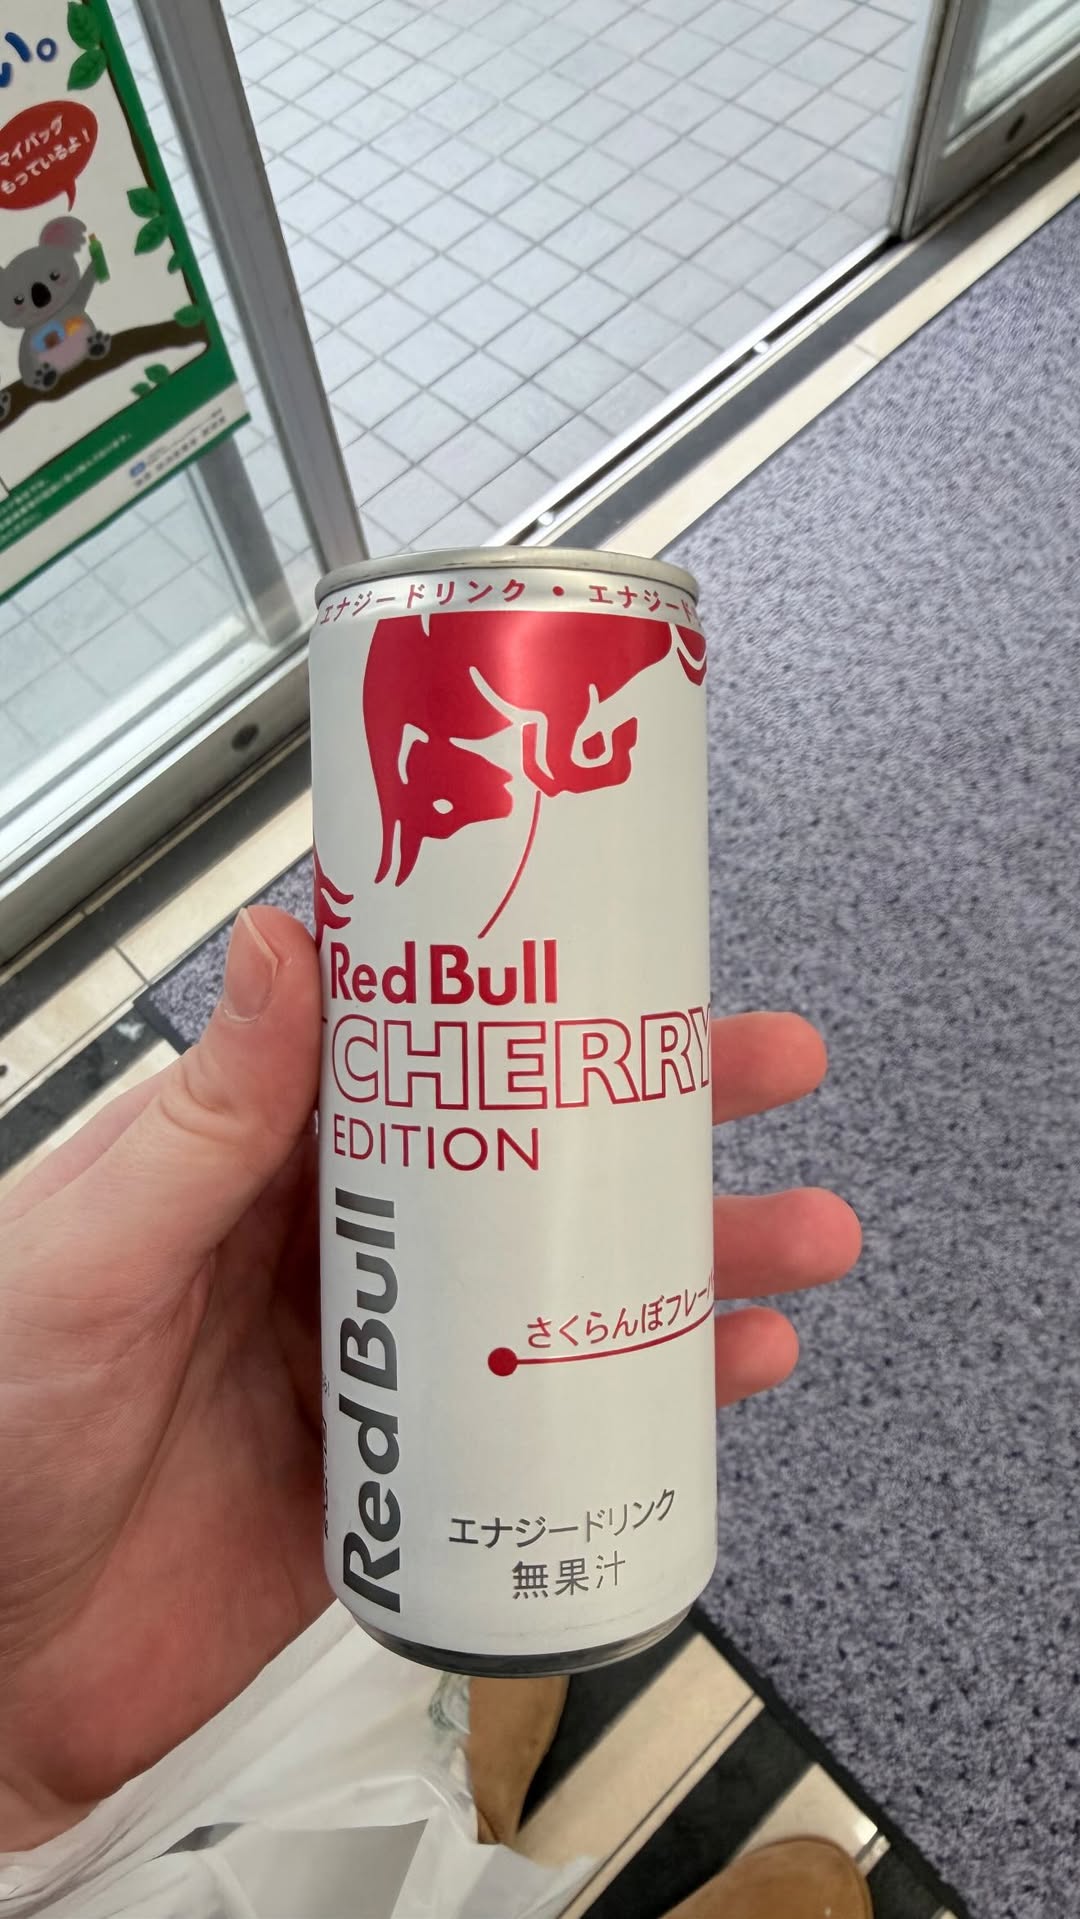 い。
マイバッグ
もっているよ！
エナジードリンク • エナジード
Red Bull
CHERRY
EDITION
Red Bull
さくらんぼフレー
エナジードリンク
無果汁